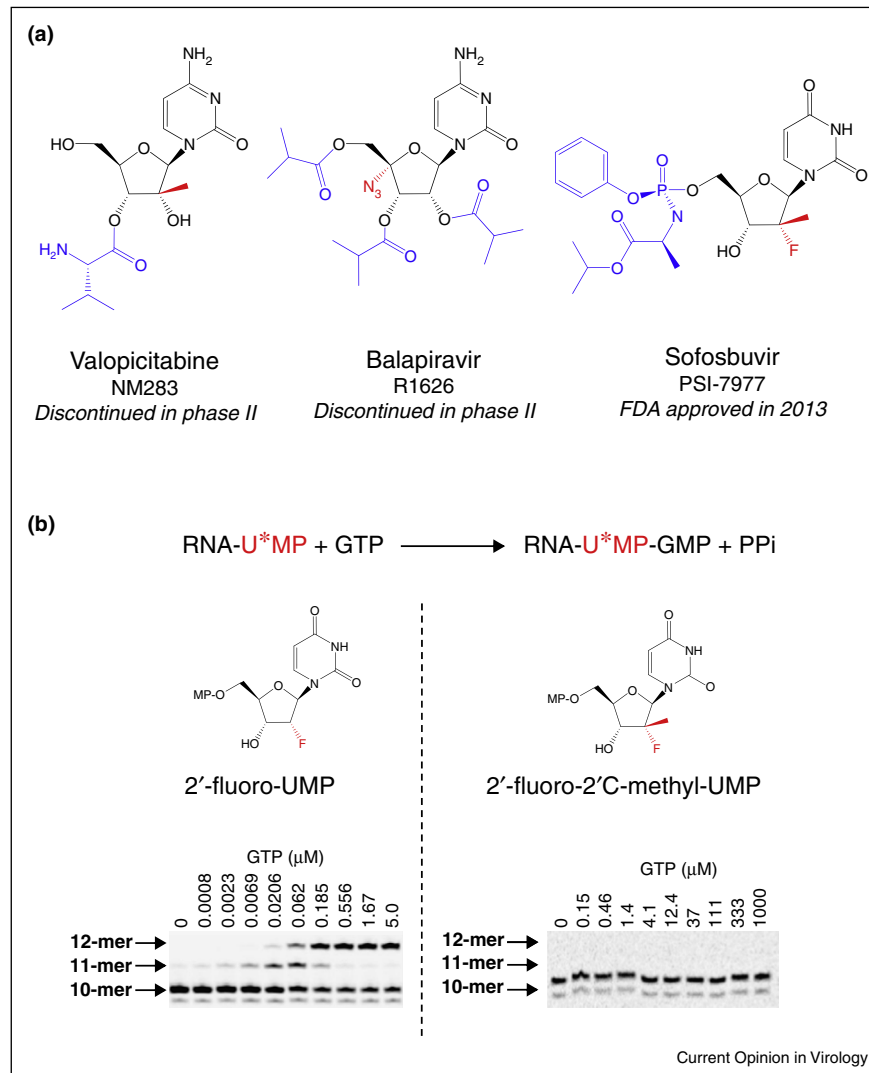 (a)
NH2
N
N
O
O
HO
OH
O
O
H2N
Valopicitabine
NM283
Discontinued in phase II
NH2
N
N
O
O
O
O
N3
O
O
O
O
Balapiravir
R1626
Discontinued in phase II
O
NH
N
O
O
P
O
O
O
N
O
O
HO
F
Sofosbuvir
PSI-7977
FDA approved in 2013
(b)
RNA-U*MP + GTP → RNA-U*MP-GMP + PPi
O
NH
N
O
MP-O
O
HO
F
2′-fluoro-UMP
O
NH
N
O
MP-O
O
HO
F
2′-fluoro-2′C-methyl-UMP
GTP (μM)
0 0.0008 0.0023 0.0069 0.0206 0.062 0.185 0.556 1.67 5.0
12-mer
11-mer
10-mer
GTP (μM)
0 0.15 0.46 1.4 4.1 12.4 37 111 333 1000
12-mer
11-mer
10-mer
Current Opinion in Virology